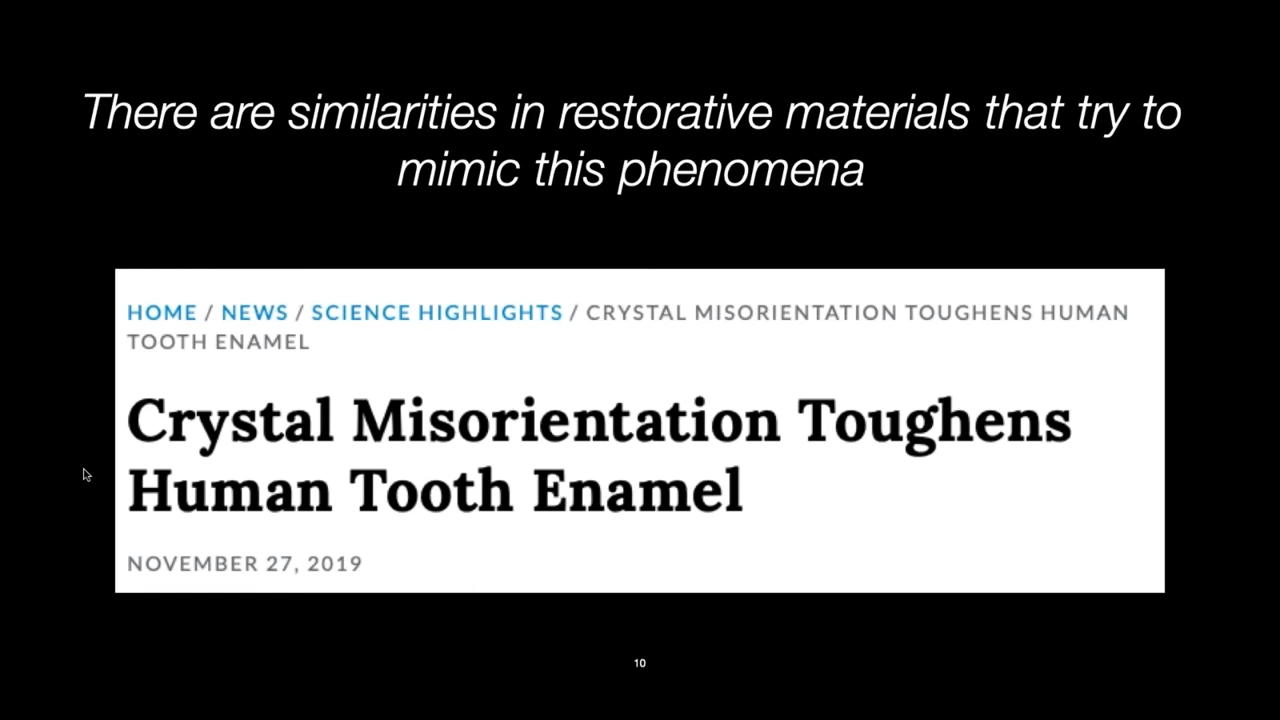 There are similarities in restorative materials that try to
mimic this phenomena
HOME / NEWS / SCIENCE HIGHLIGHTS / CRYSTAL MISORIENTATION TOUGHENS HUMAN
TOOTH ENAMEL
Crystal Misorientation Toughens
Human Tooth Enamel
NOVEMBER 27, 2019
10